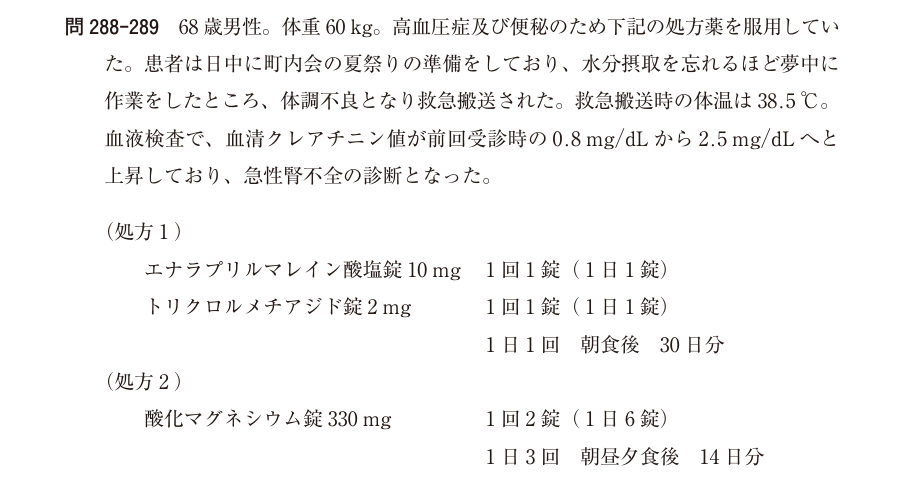 問 288-289　68 歳男性。体重 60 kg。高血圧症及び便秘のため下記の処方薬を服用してい
た。患者は日中に町内会の夏祭りの準備をしており、水分摂取を忘れるほど夢中に
作業をしたところ、体調不良となり救急搬送された。救急搬送時の体温は 38.5 ℃。
血液検査で、血清クレアチニン値が前回受診時の 0.8 mg/dL から 2.5 mg/dL へと
上昇しており、急性腎不全の診断となった。
（処方 1 ）
エナラプリルマレイン酸塩錠 10 mg　1 回 1 錠（ 1 日 1 錠）
トリクロルメチアジド錠 2 mg　1 回 1 錠（ 1 日 1 錠）
1 日 1 回　朝食後　30 日分
（処方 2 ）
酸化マグネシウム錠 330 mg　1 回 2 錠（ 1 日 6 錠）
1 日 3 回　朝昼夕食後　14 日分